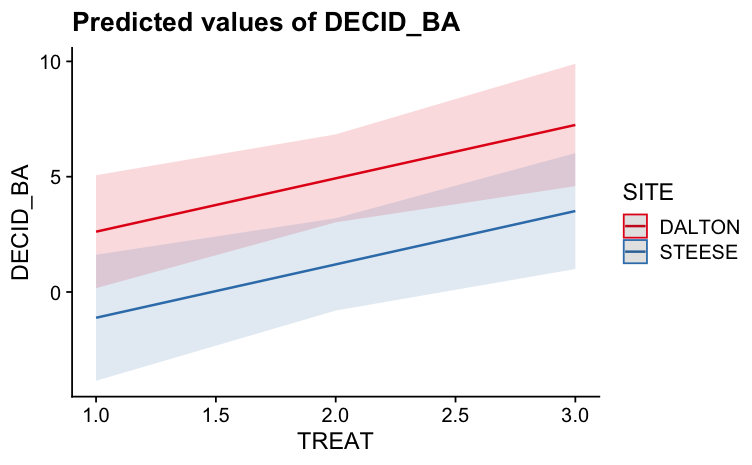 Predicted values of DECID_BA
10
5
0
DECID_BA
1.0 1.5 2.0 2.5 3.0
TREAT
SITE
DALTON
STEESE